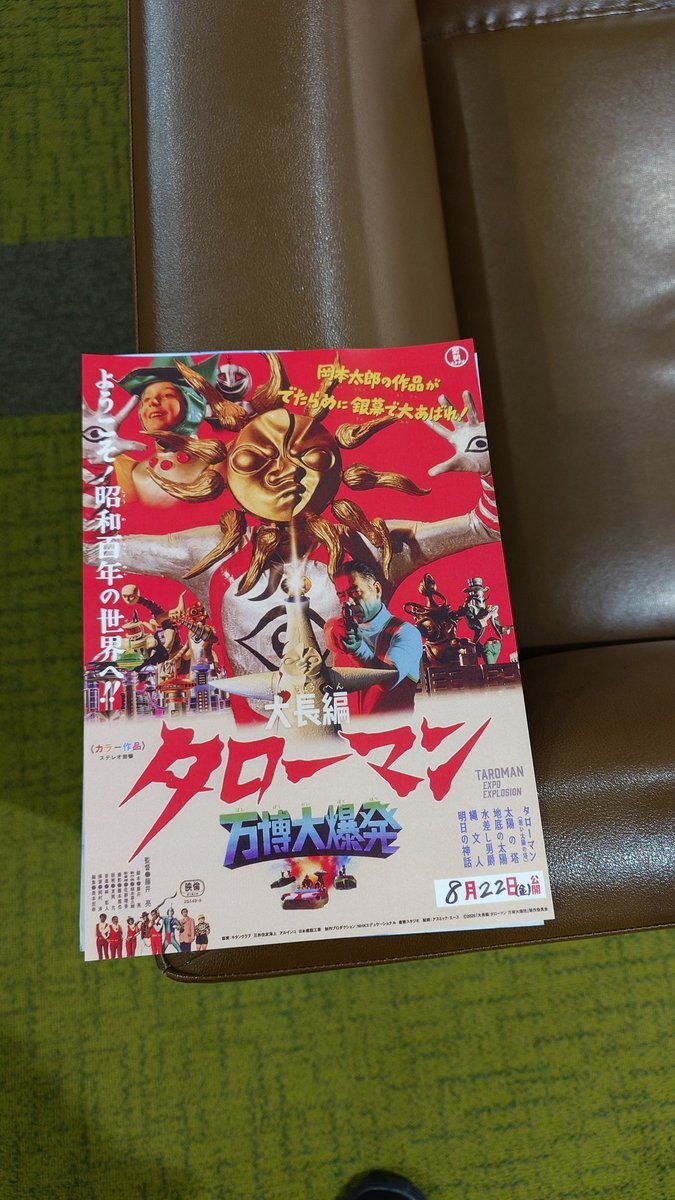 岡本太郎の作品が
でたらめに銀幕で大あばれ!
ようこそ!昭和百年の世界へ!!
大長編
タローマン
万博大爆発
《カラー作品》
ステレオ音響
TAROMAN
EXPO
EXPLOSION
タローマン
太陽の塔
地底の太陽
水差し男爵
縄文人
明日の神話
監督・藤井 亮
映倫
8月22日(金)公開